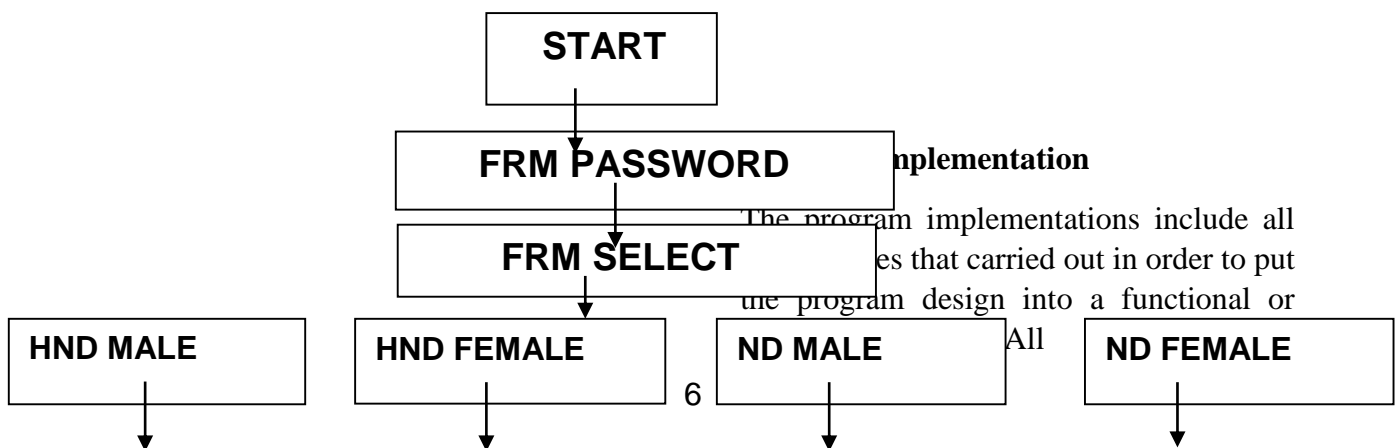 START
FRM PASSWORD
mplementation
The program implementations include all
FRM SELECT
es that carried out in order to put
the program design into a functional or
HND MALE
HND FEMALE
ND MALE
All
ND FEMALE
6